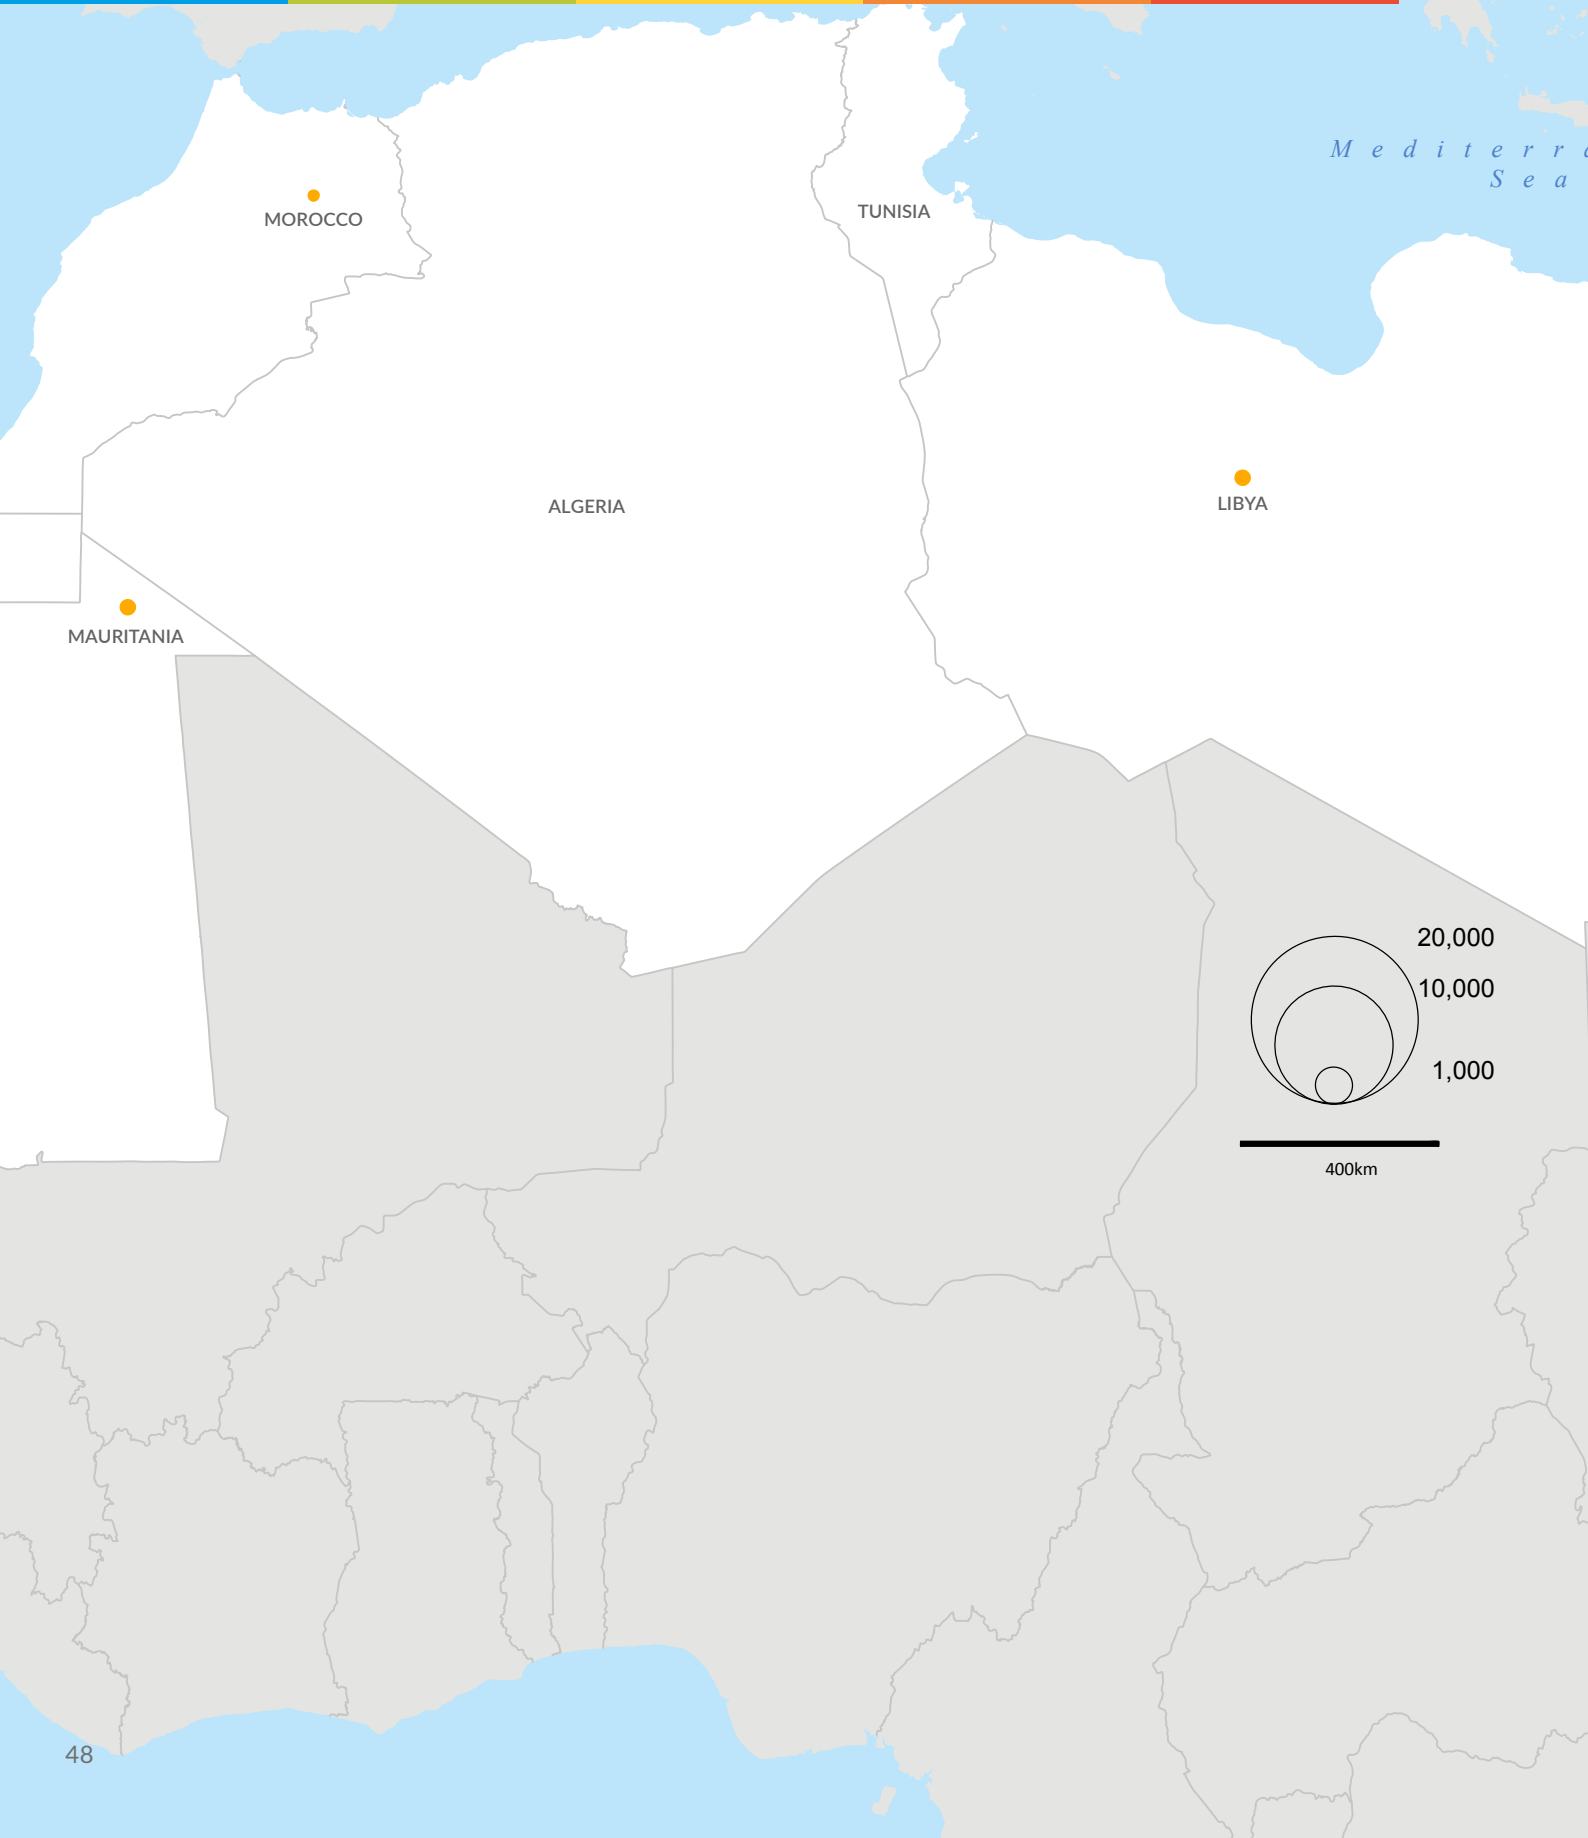 M e d i t e r r
S e a
MOROCCO
TUNISIA
ALGERIA
LIBYA
MAURITANIA
20,000
10,000
1,000
400km
48